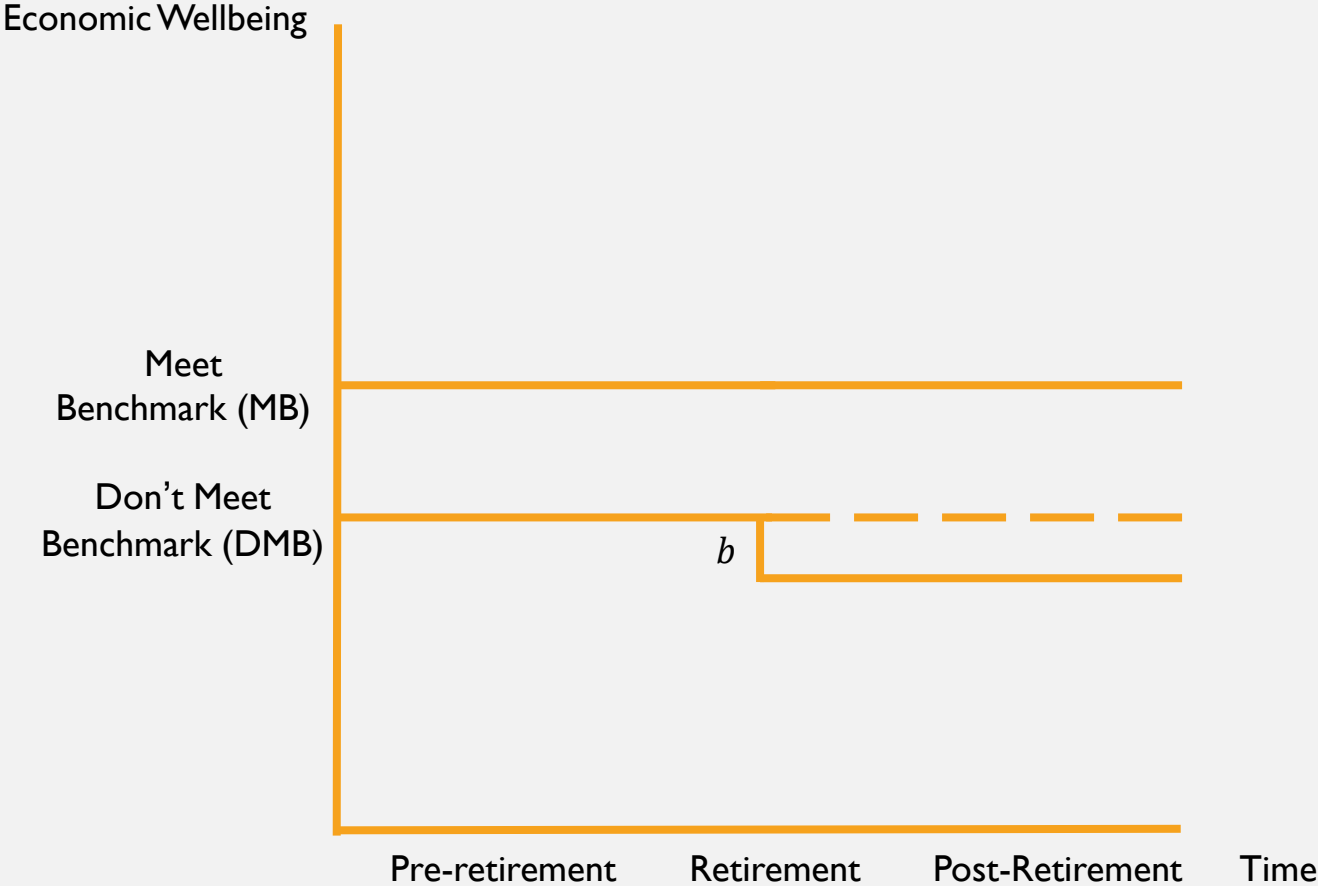 Economic Wellbeing
Meet
Benchmark (MB)
Don't Meet
Benchmark (DMB)
b
Pre-retirement Retirement Post-Retirement Time